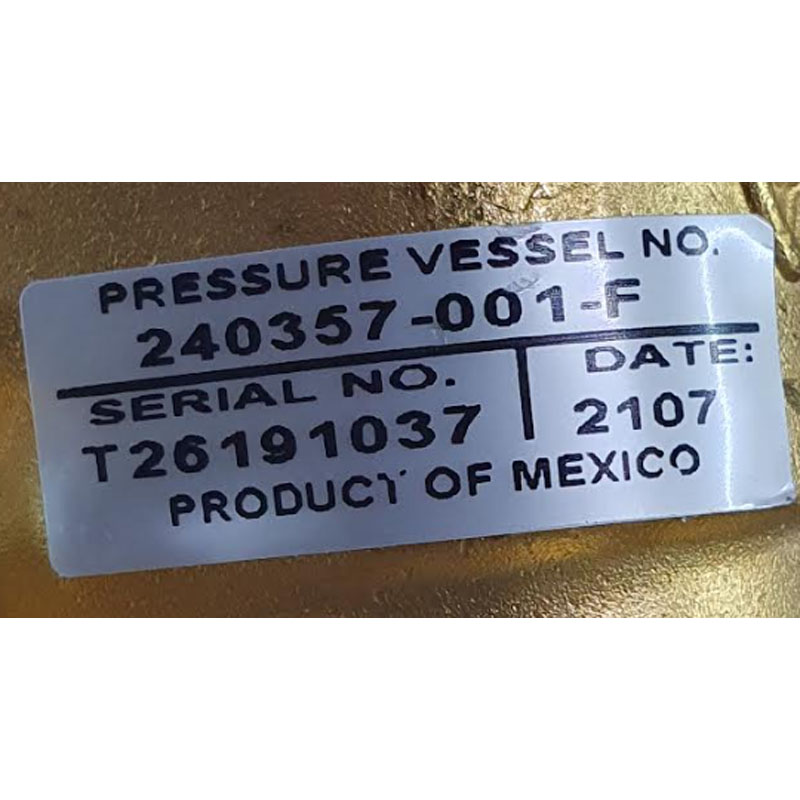 PRESSURE VESSEL NO.
240357-001-F
SERIAL NO.
T26191037
DATE:
2107
PRODUCT OF MEXICO